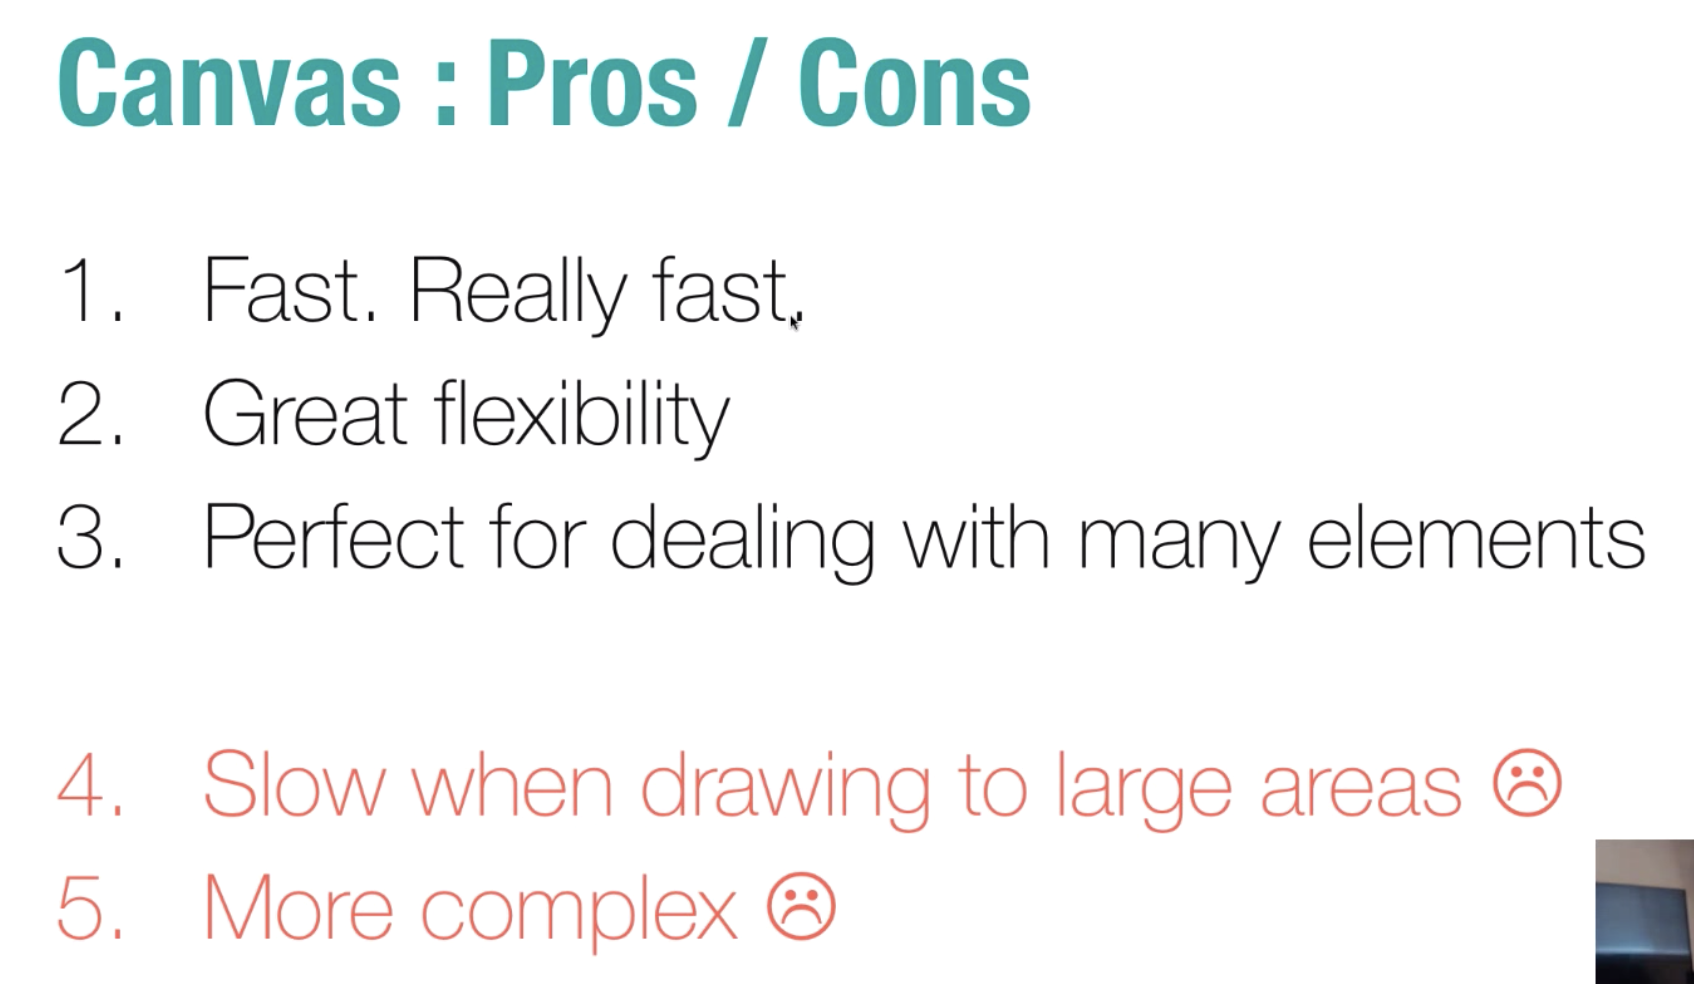 Canvas : Pros / Cons
1. Fast. Really fast.
2. Great flexibility
3. Perfect for dealing with many elements
4. Slow when drawing to large areas ☹
5. More complex ☹